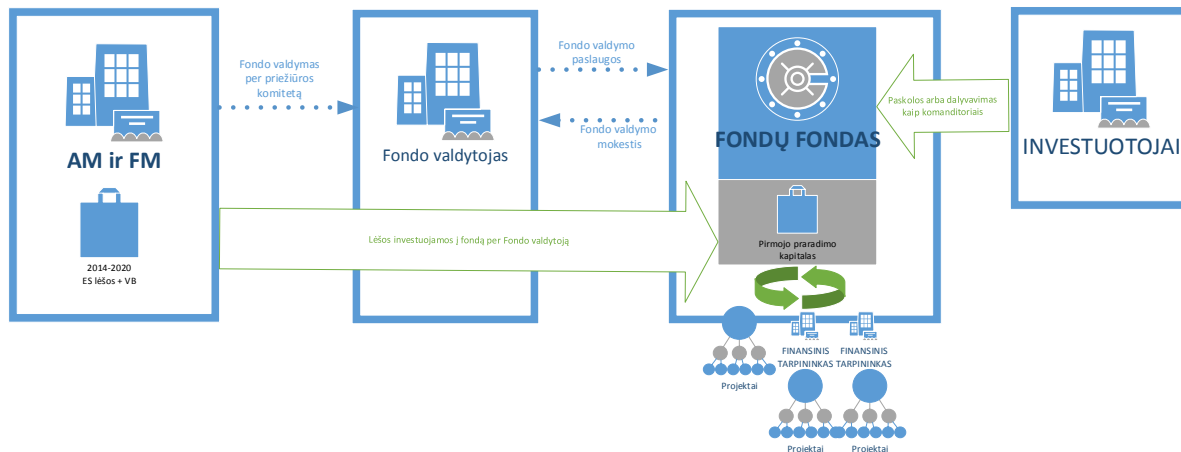 AM ir FM
2014-2020
ES lėšos + VB
Fondo valdymas
per priežiūros
komitetą
Fondo valdytojas
Fondo valdymo
paslaugos
Fondo valdymo
mokestis
Lėšos investuojamos į fondą per Fondo valdytoją
FONDŲ FONDAS
Pirmojo praradimo
kapitalas
Paskolos arba dalyvavimas
kaip komanditoriais
INVESTUOTOJAI
Projektai
FINANSINIS
TARPININKAS
Projektai
FINANSINIS
TARPININKAS
Projektai